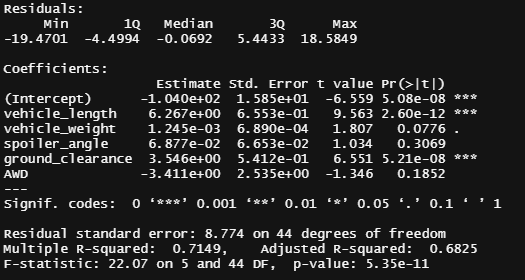 Residuals:
     Min       1Q   Median       3Q      Max
-19.4701  -4.4994  -0.0692   5.4433  18.5849

Coefficients:
                   Estimate Std. Error t value Pr(>|t|)
(Intercept)      -1.040e+02  1.585e+01  -6.559 5.08e-08 ***
vehicle_length    6.267e+00  6.553e-01   9.563 2.60e-12 ***
vehicle_weight    1.245e-03  6.890e-04   1.807   0.0776 .
spoiler_angle     6.877e-02  6.653e-02   1.034   0.3069
ground_clearance  3.546e+00  5.412e-01   6.551 5.21e-08 ***
AWD              -3.411e+00  2.535e+00  -1.346   0.1852
---
Signif. codes:  0 ‘***’ 0.001 ‘**’ 0.01 ‘*’ 0.05 ‘.’ 0.1 ‘ ’ 1

Residual standard error: 8.774 on 44 degrees of freedom
Multiple R-squared:  0.7149,    Adjusted R-squared:  0.6825
F-statistic: 22.07 on 5 and 44 DF,  p-value: 5.35e-11